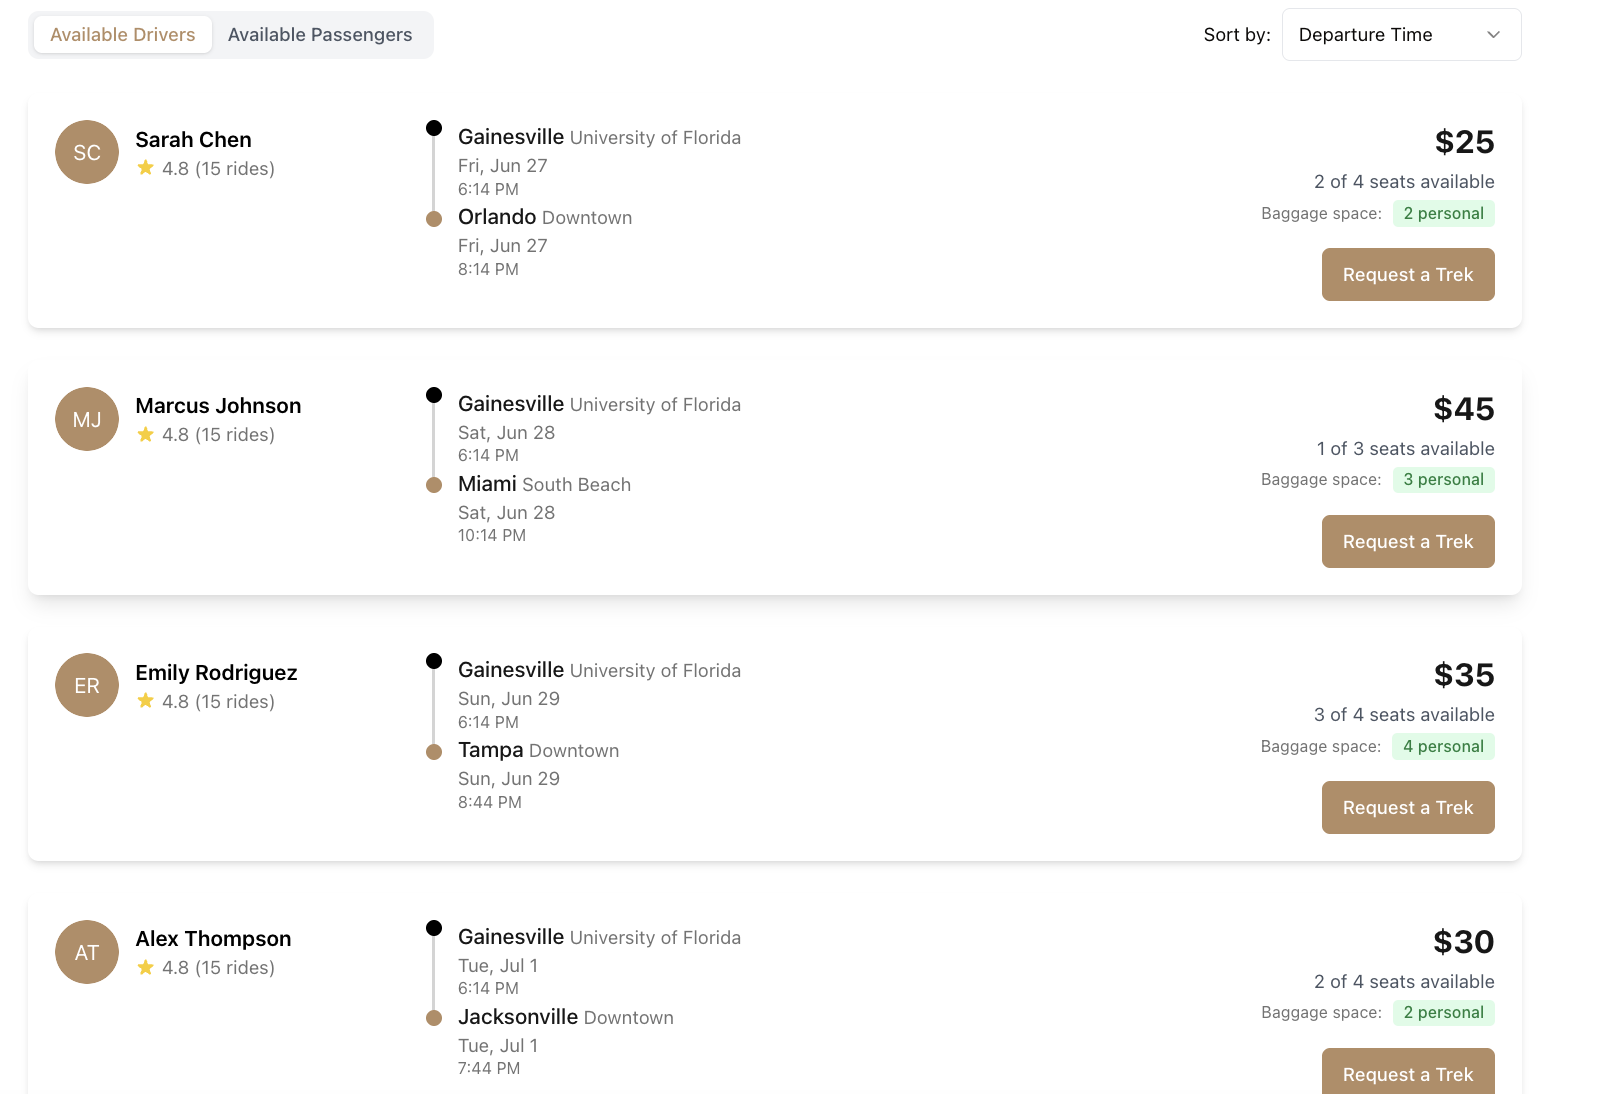 Available Drivers Available Passengers Sort by: Departure Time
SC
Sarah Chen
4.8 (15 rides)
Gainesville University of Florida
Fri, Jun 27
6:14 PM
Orlando Downtown
Fri, Jun 27
8:14 PM
$25
2 of 4 seats available
Baggage space: 2 personal
Request a Trek
MJ
Marcus Johnson
4.8 (15 rides)
Gainesville University of Florida
Sat, Jun 28
6:14 PM
Miami South Beach
Sat, Jun 28
10:14 PM
$45
1 of 3 seats available
Baggage space: 3 personal
Request a Trek
ER
Emily Rodriguez
4.8 (15 rides)
Gainesville University of Florida
Sun, Jun 29
6:14 PM
Tampa Downtown
Sun, Jun 29
8:44 PM
$35
3 of 4 seats available
Baggage space: 4 personal
Request a Trek
AT
Alex Thompson
4.8 (15 rides)
Gainesville University of Florida
Tue, Jul 1
6:14 PM
Jacksonville Downtown
Tue, Jul 1
7:44 PM
$30
2 of 4 seats available
Baggage space: 2 personal
Request a Trek